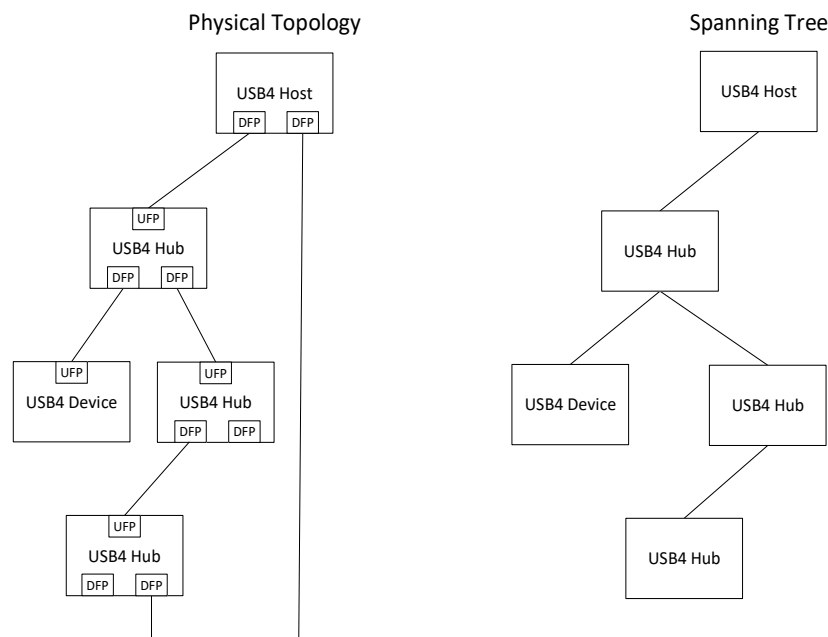 Physical Topology
USB4 Host
DFP DFP
UFP
USB4 Hub
DFP DFP
UFP
USB4 Device
UFP
USB4 Hub
DFP DFP
UFP
USB4 Hub
DFP DFP
Spanning Tree
USB4 Host
USB4 Hub
USB4 Device
USB4 Hub
USB4 Hub